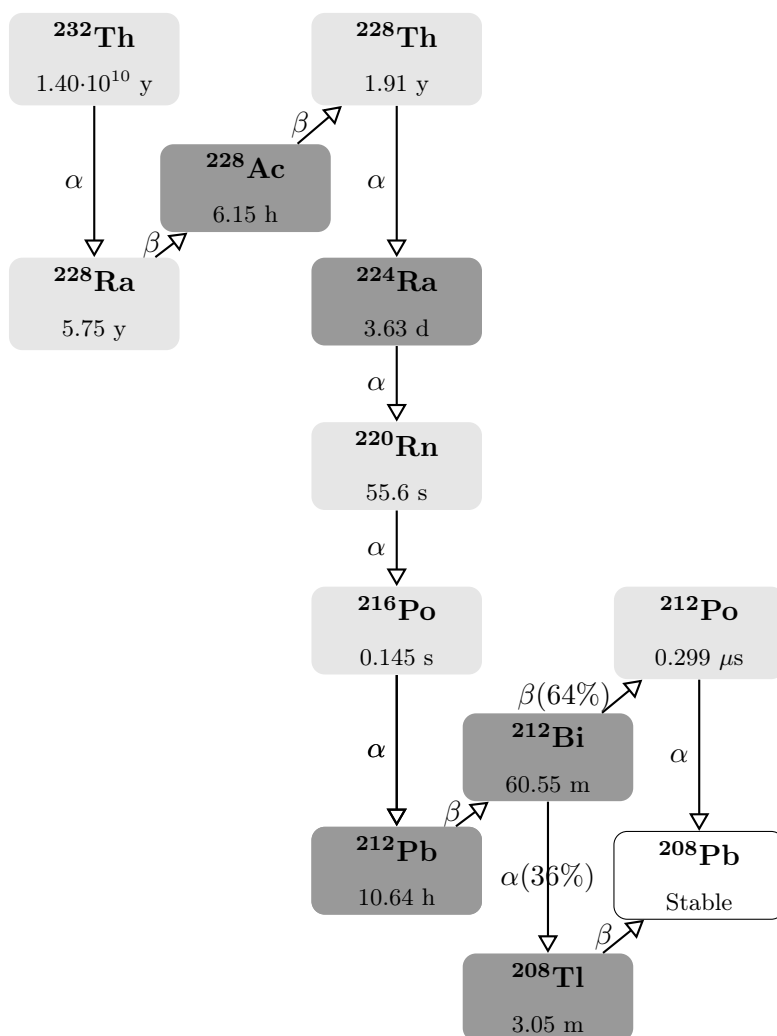 ²³²Th
²²⁸Th
1.40·10¹⁰ y
1.91 y
β
²²⁸Ac
α
α
6.15 h
β
²²⁸Ra
²²⁴Ra
5.75 y
3.63 d
α
²²⁰Rn
55.6 s
α
²¹⁶Po
²¹²Po
0.145 s
0.299 μs
β(64%)
²¹²Bi
α
α
60.55 m
β
²¹²Pb
²⁰⁸Pb
α(36%)
10.64 h
Stable
β
²⁰⁸Tl
3.05 m